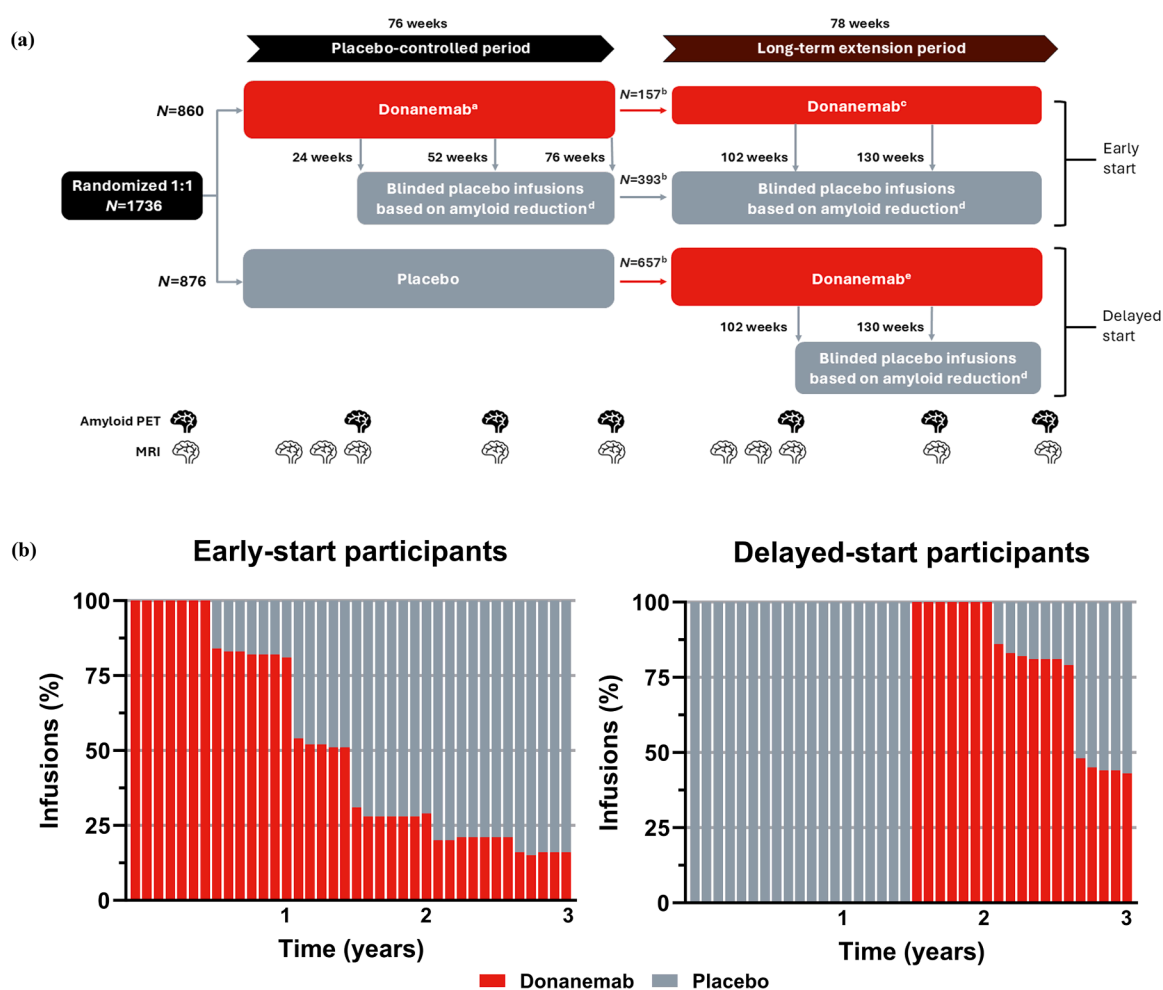 (a)
76 weeks
78 weeks
Placebo-controlled period
Long-term extension period
N=860
Donanemabᵃ
N=157ᵇ
Donanemabᶜ
24 weeks
52 weeks
76 weeks
102 weeks
130 weeks
Early
start
Randomized 1:1
N=1736
Blinded placebo infusions
based on amyloid reductionᵈ
N=393ᵇ
Blinded placebo infusions
based on amyloid reductionᵈ
N=876
Placebo
N=657ᵇ
Donanemabᵉ
102 weeks
130 weeks
Delayed
start
Blinded placebo infusions
based on amyloid reductionᵈ
Amyloid PET
MRI
(b)
Early-start participants
Infusions (%)
100
75
50
25
0
1
2
3
Time (years)
Delayed-start participants
Infusions (%)
100
75
50
25
0
1
2
3
Time (years)
Donanemab
Placebo